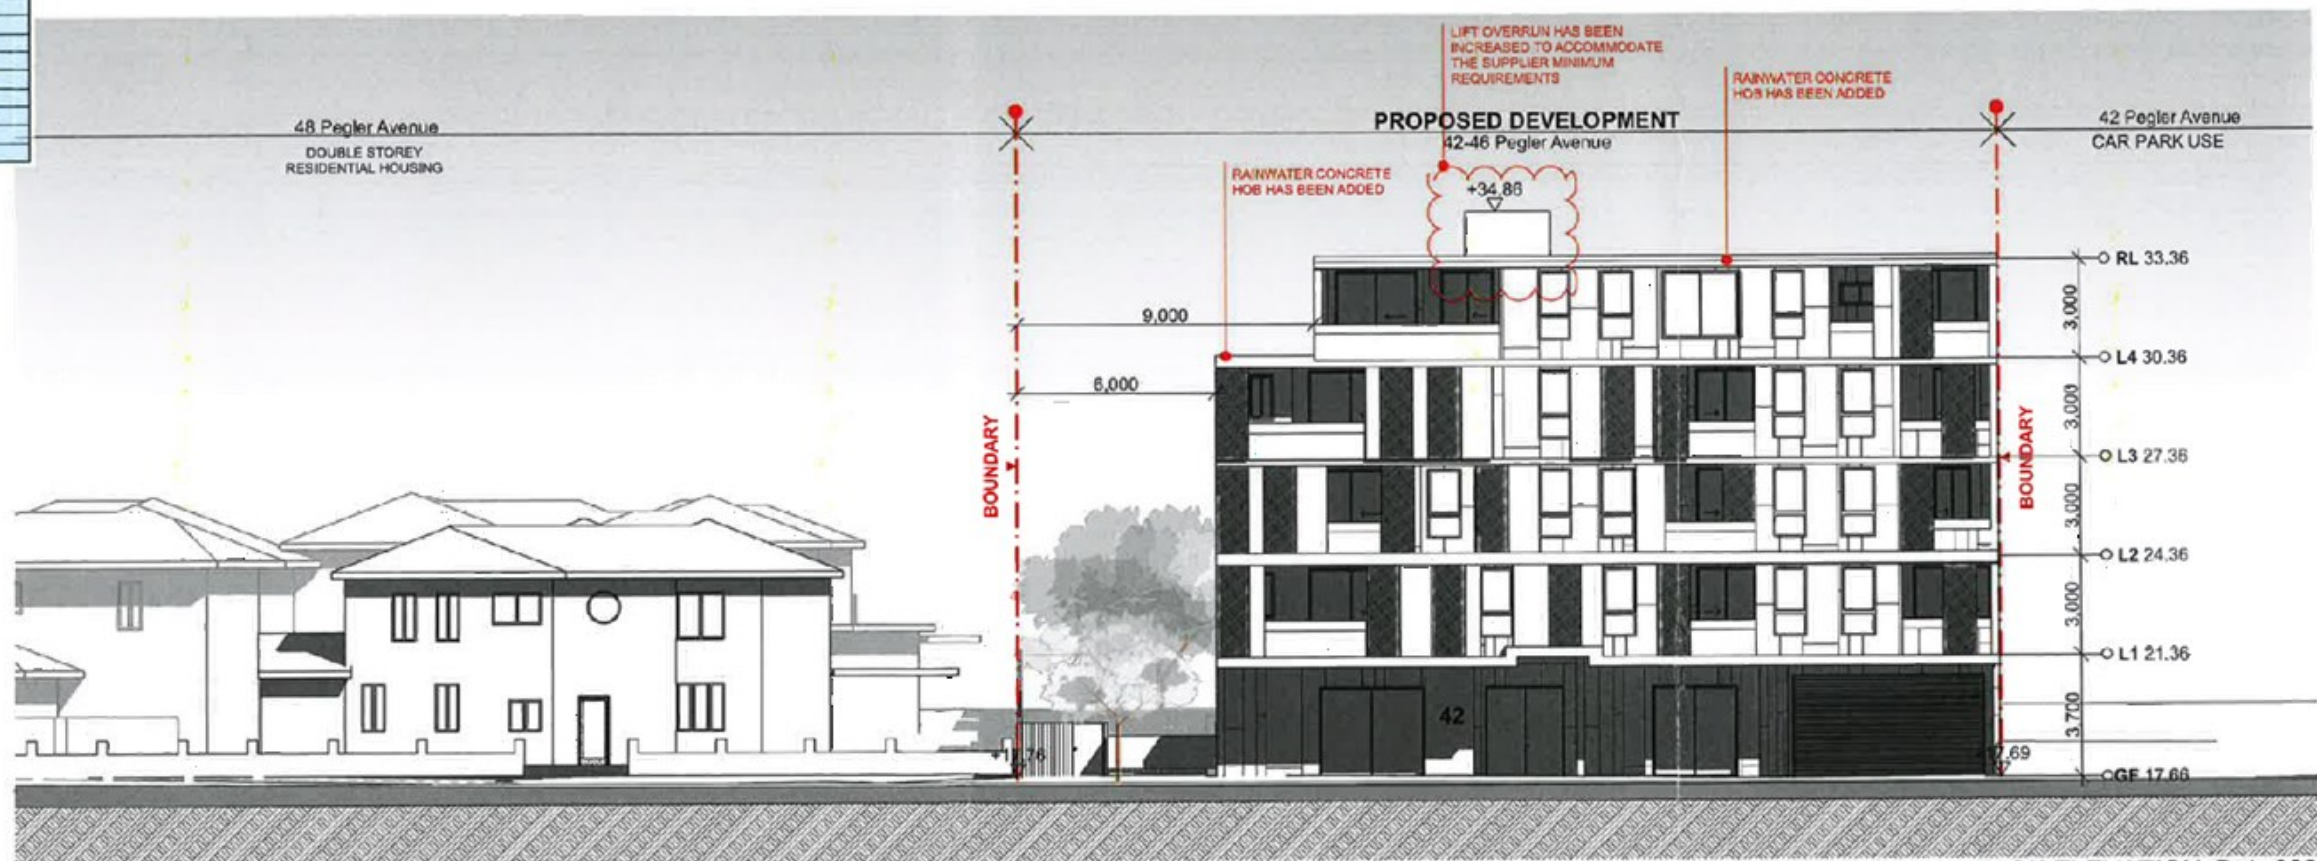 LIFT OVERRUN HAS BEEN
INCREASED TO ACCOMMODATE
THE SUPPLIER MINIMUM
REQUIREMENTS
RAINWATER CONCRETE
HOB HAS BEEN ADDED
48 Pegler Avenue
DOUBLE STOREY
RESIDENTIAL HOUSING
PROPOSED DEVELOPMENT
42-46 Pegler Avenue
42 Pegler Avenue
CAR PARK USE
RAINWATER CONCRETE
HOB HAS BEEN ADDED
+34.86
RL 33.36
3,000
9,000
L4 30.36
6,000
3,000
BOUNDARY
BOUNDARY
L3 27.36
3,000
L2 24.36
3,000
L1 21.36
3,700
42
GF 17.66